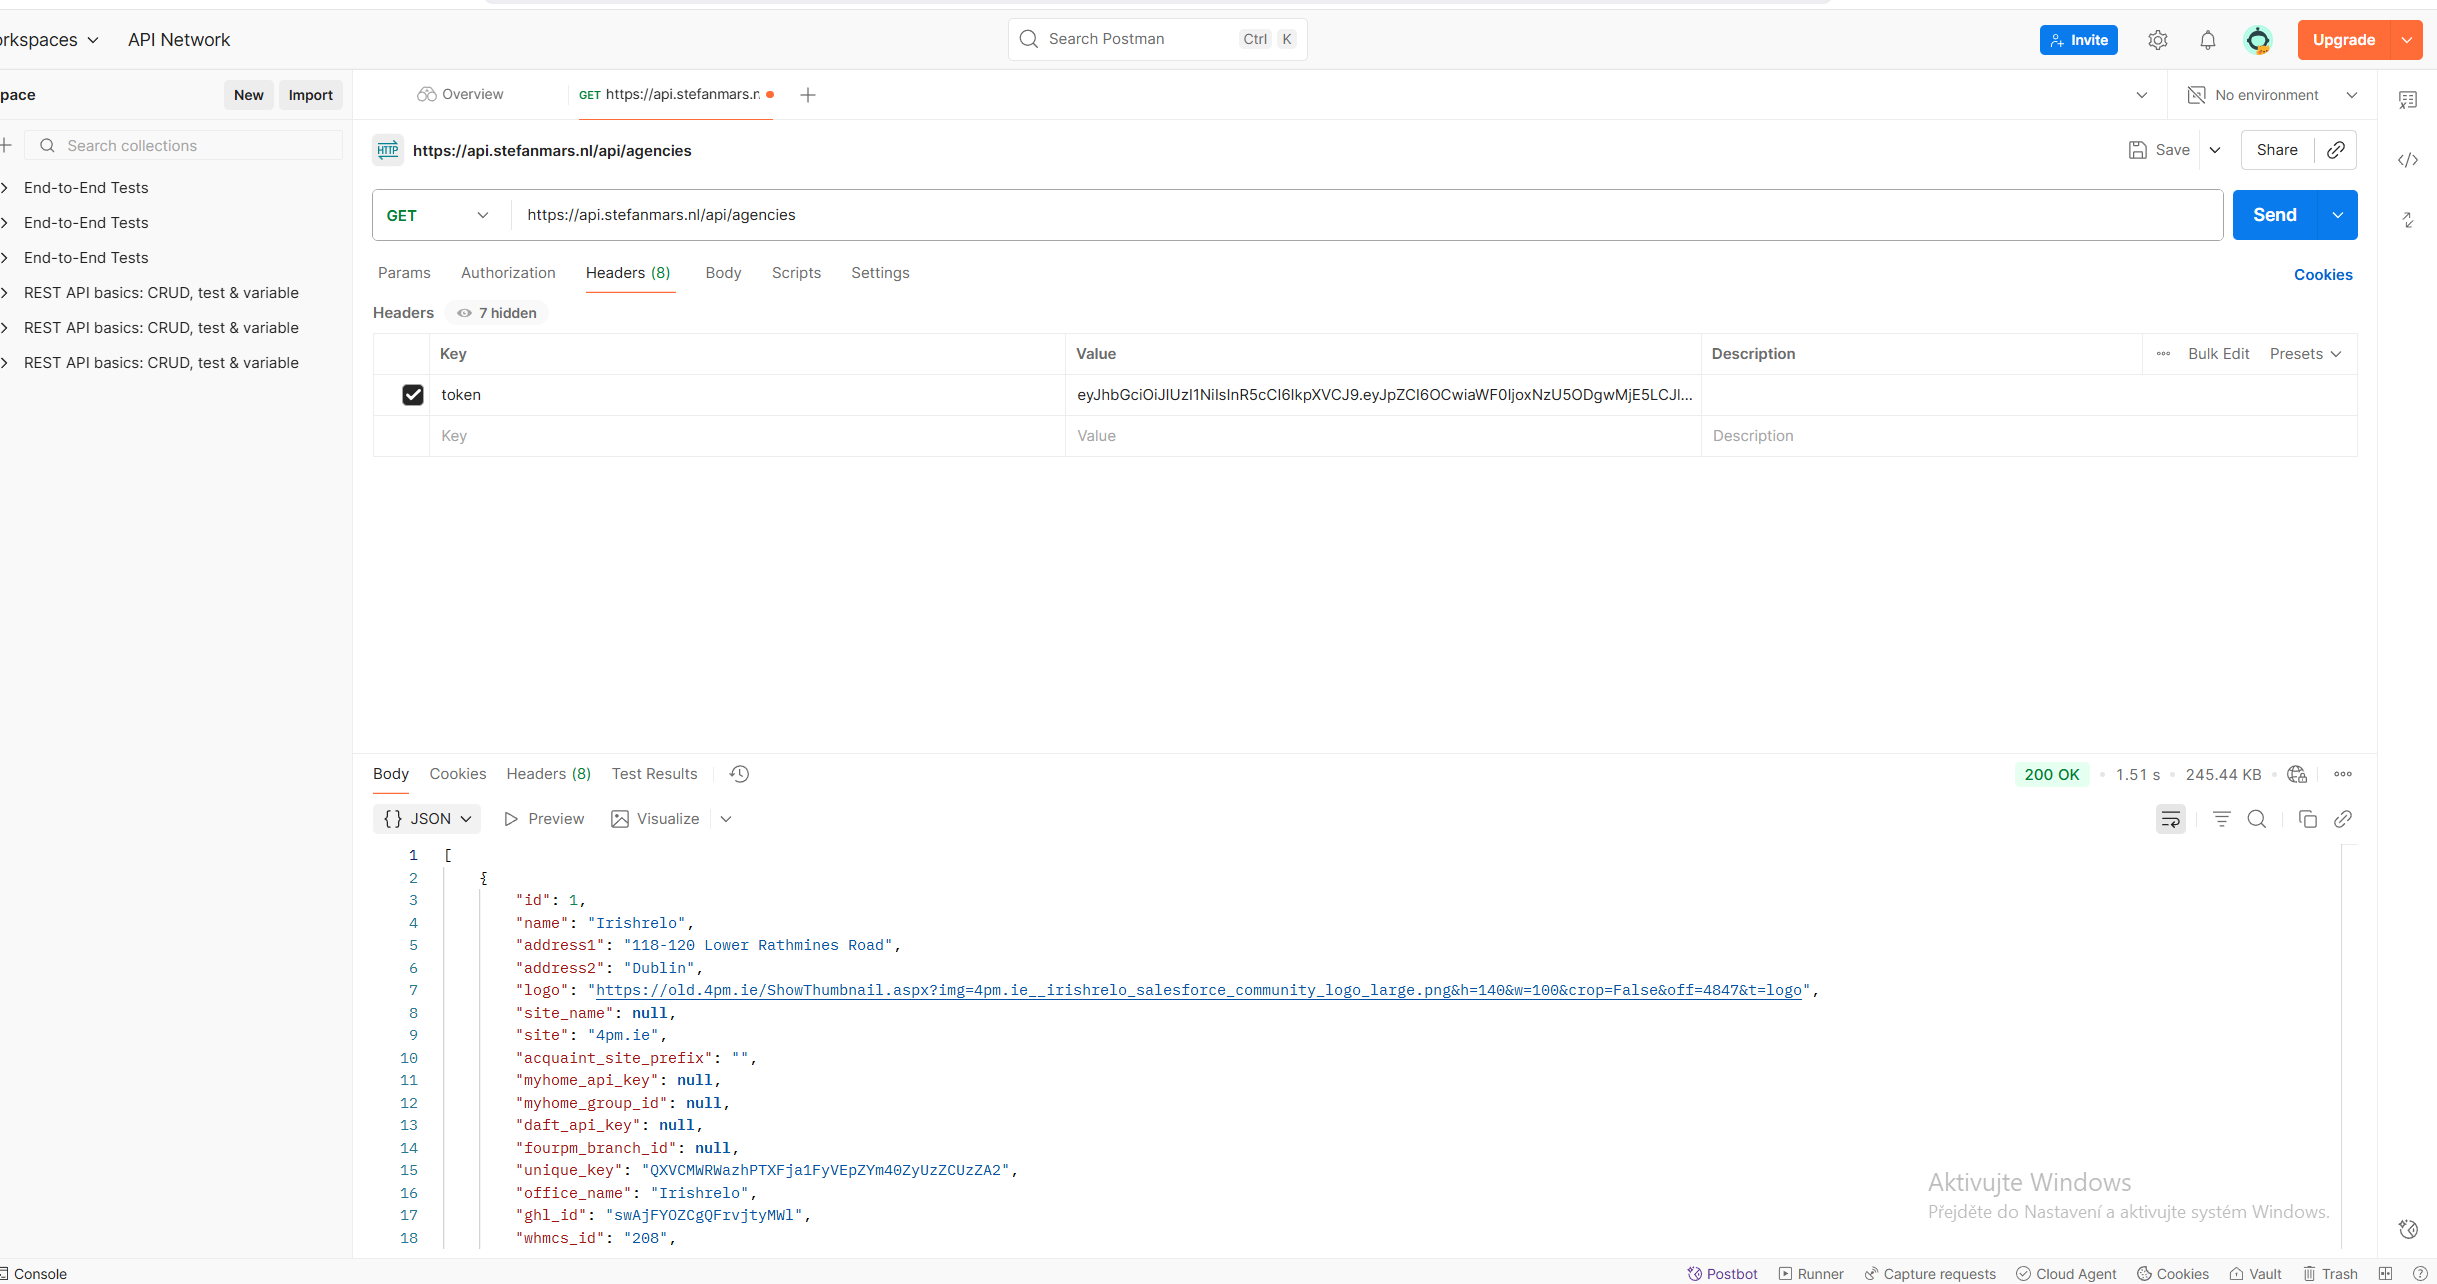 orkspaces
API Network
Search Postman
Ctrl K
Invite
Upgrade
pace
New
Import
Overview
GET https://api.stefanmars.n
No environment
Search collections
HTTP https://api.stefanmars.nl/api/agencies
Save
Share
End-to-End Tests
End-to-End Tests
End-to-End Tests
REST API basics: CRUD, test & variable
REST API basics: CRUD, test & variable
REST API basics: CRUD, test & variable
GET https://api.stefanmars.nl/api/agencies
Send
Params Authorization Headers (8) Body Scripts Settings
Cookies
Headers 7 hidden
Key Value Description Bulk Edit Presets
token eyJhbGciOiJIUzI1NiIsInR5cCI6IkpXVCJ9.eyJpZCI6OCwiaWF0IjoxNzU5ODgwMjE5LCJl...
Key Value Description
Body Cookies Headers (8) Test Results
200 OK 1.51 s 245.44 KB
{} JSON Preview Visualize
1 [
2 {
3 "id": 1,
4 "name": "Irishrelo",
5 "address1": "118-120 Lower Rathmines Road",
6 "address2": "Dublin",
7 "logo": "https://old.4pm.ie/ShowThumbnail.aspx?img=4pm.ie__irishrelo_salesforce_community_logo_large.png&h=140&w=100&crop=False&off=4847&t=logo",
8 "site_name": null,
9 "site": "4pm.ie",
10 "acquaint_site_prefix": "",
11 "myhome_api_key": null,
12 "myhome_group_id": null,
13 "daft_api_key": null,
14 "fourpm_branch_id": null,
15 "unique_key": "QXVCMWRWazhPTXFja1FyVEpZYm40ZyUzZCUzZA2",
16 "office_name": "Irishrelo",
17 "ghl_id": "swAjFYOZCgQFrvjtyMWl",
18 "whmcs_id": "208",
Aktivujte Windows
Přejděte do Nastavení a aktivujte systém Windows.
Console
Postbot Runner Capture requests Cloud Agent Cookies Vault Trash